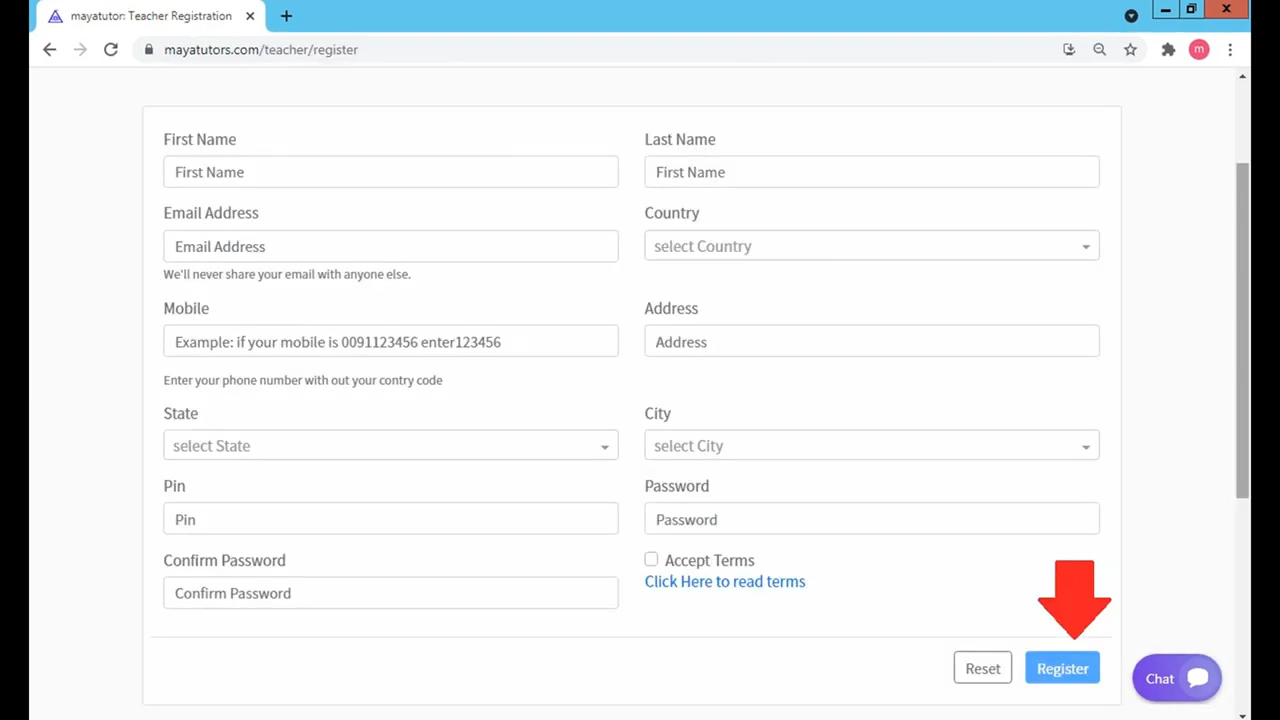 mayatutor: Teacher Registration
mayatutors.com/teacher/register
m
First Name
Last Name
First Name
First Name
Email Address
Country
Email Address
select Country
We'll never share your email with anyone else.
Mobile
Address
Example: if your mobile is 0091123456 enter123456
Address
Enter your phone number with out your contry code
State
City
select State
select City
Pin
Password
Pin
Password
Confirm Password
Accept Terms
Click Here to read terms
Confirm Password
Reset
Register
Chat